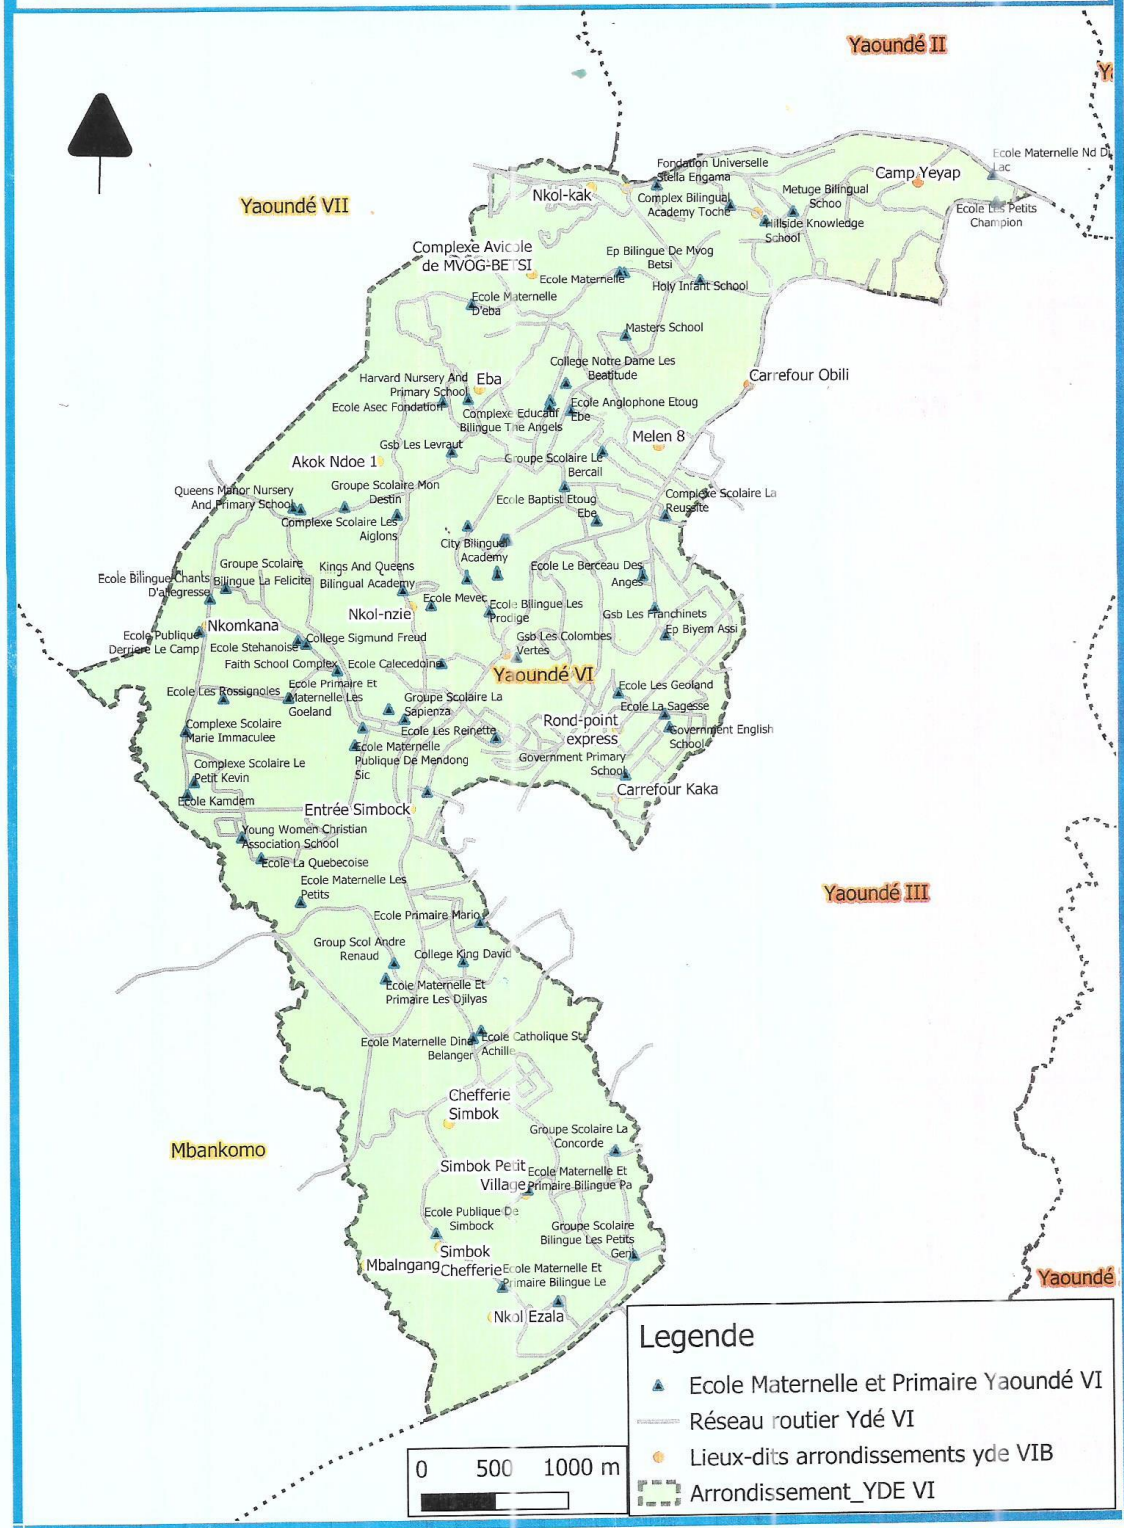 Yaoundé II
Yaoundé VII
Fondation Universelle
Stella Engama
Ecole Maternelle Nd Du
Lac
Camp Yeyap
Nkol-kak
Complex Bilingual
Academy Toche
Metuge Bilingual
Schoo
Hillside Knowledge
School
Ecole Les Petits
Champion
Complexe Avicole
de MVOG-BETSI
Ep Bilingue De Mvog
Betsi
Ecole Maternelle
Holy Infant School
Ecole Maternelle
D'eba
Masters School
College Notre Dame Les
Beatitude
Carrefour Obili
Harvard Nursery And
Primary School
Eba
Ecole Asec Fondation
Complexe Educatif
Bilingue The Angels
Ecole Anglophone Etoug
Ebe
Melen 8
Gsb Les Levraut
Akok Ndoe 1
Groupe Scolaire Le
Bercail
Queens Manor Nursery
And Primary School
Groupe Scolaire Mon
Destin
Ecole Baptist Etoug
Ebe
Complexe Scolaire La
Reussite
Complexe Scolaire Les
Aiglons
City Bilingual
Academy
Groupe Scolaire
Bilingue La Felicite
Kings And Queens
Bilingual Academy
Ecole Le Berceau Des
Anges
Ecole Bilingue Chants
D'allegresse
Ecole Mevec
Ecole Bilingue Les
Prodige
Nkol-nzie
Gsb Les Franchinets
Nkomkana
Ecole Publique
Derriere Le Camp
College Sigmund Freud
Ecole Stehanoise
Gsb Les Colombes
Vertes
Ep Biyem Assi
Faith School Complex
Ecole Calecedoine
Yaoundé VI
Ecole Les Rossignoles
Ecole Primaire Et
Maternelle Les
Goeland
Groupe Scolaire La
Sapienza
Ecole Les Geoland
Ecole La Sagesse
Rond-point
express
Government English
School
Complexe Scolaire
Marie Immaculee
Ecole Les Reinette
Ecole Maternelle
Publique De Mendong
Sic
Government Primary
School
Complexe Scolaire Le
Petit Kevin
Ecole Kamdem
Carrefour Kaka
Entrée Simbock
Young Women Christian
Association School
Ecole La Quebecoise
Ecole Maternelle Les
Petits
Yaoundé III
Ecole Primaire Mario
Group Scol Andre
Renaud
College King David
Ecole Maternelle Et
Primaire Les Djilyas
Ecole Maternelle Dine
Belanger
Ecole Catholique St
Achille
Chefferie
Simbok
Mbankomo
Groupe Scolaire La
Concorde
Simbok Petit
Village
Ecole Maternelle Et
Primaire Bilingue Pa
Ecole Publique De
Simbock
Groupe Scolaire
Bilingue Les Petits
Geni
Simbok
Chefferie
Mbalngang
Ecole Maternelle Et
Primaire Bilingue Le
Yaoundé
Nkol Ezala
Legende
Ecole Maternelle et Primaire Yaoundé VI
Réseau routier Ydé VI
Lieux-dits arrondissements yde VIB
Arrondissement_YDE VI
0 500 1000 m